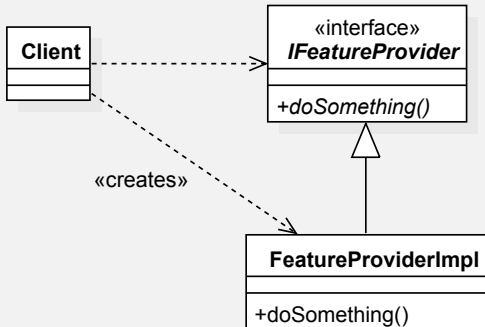 Client
«interface»
IFeatureProvider
+doSomething()
«creates»
FeatureProviderImpl
+doSomething()